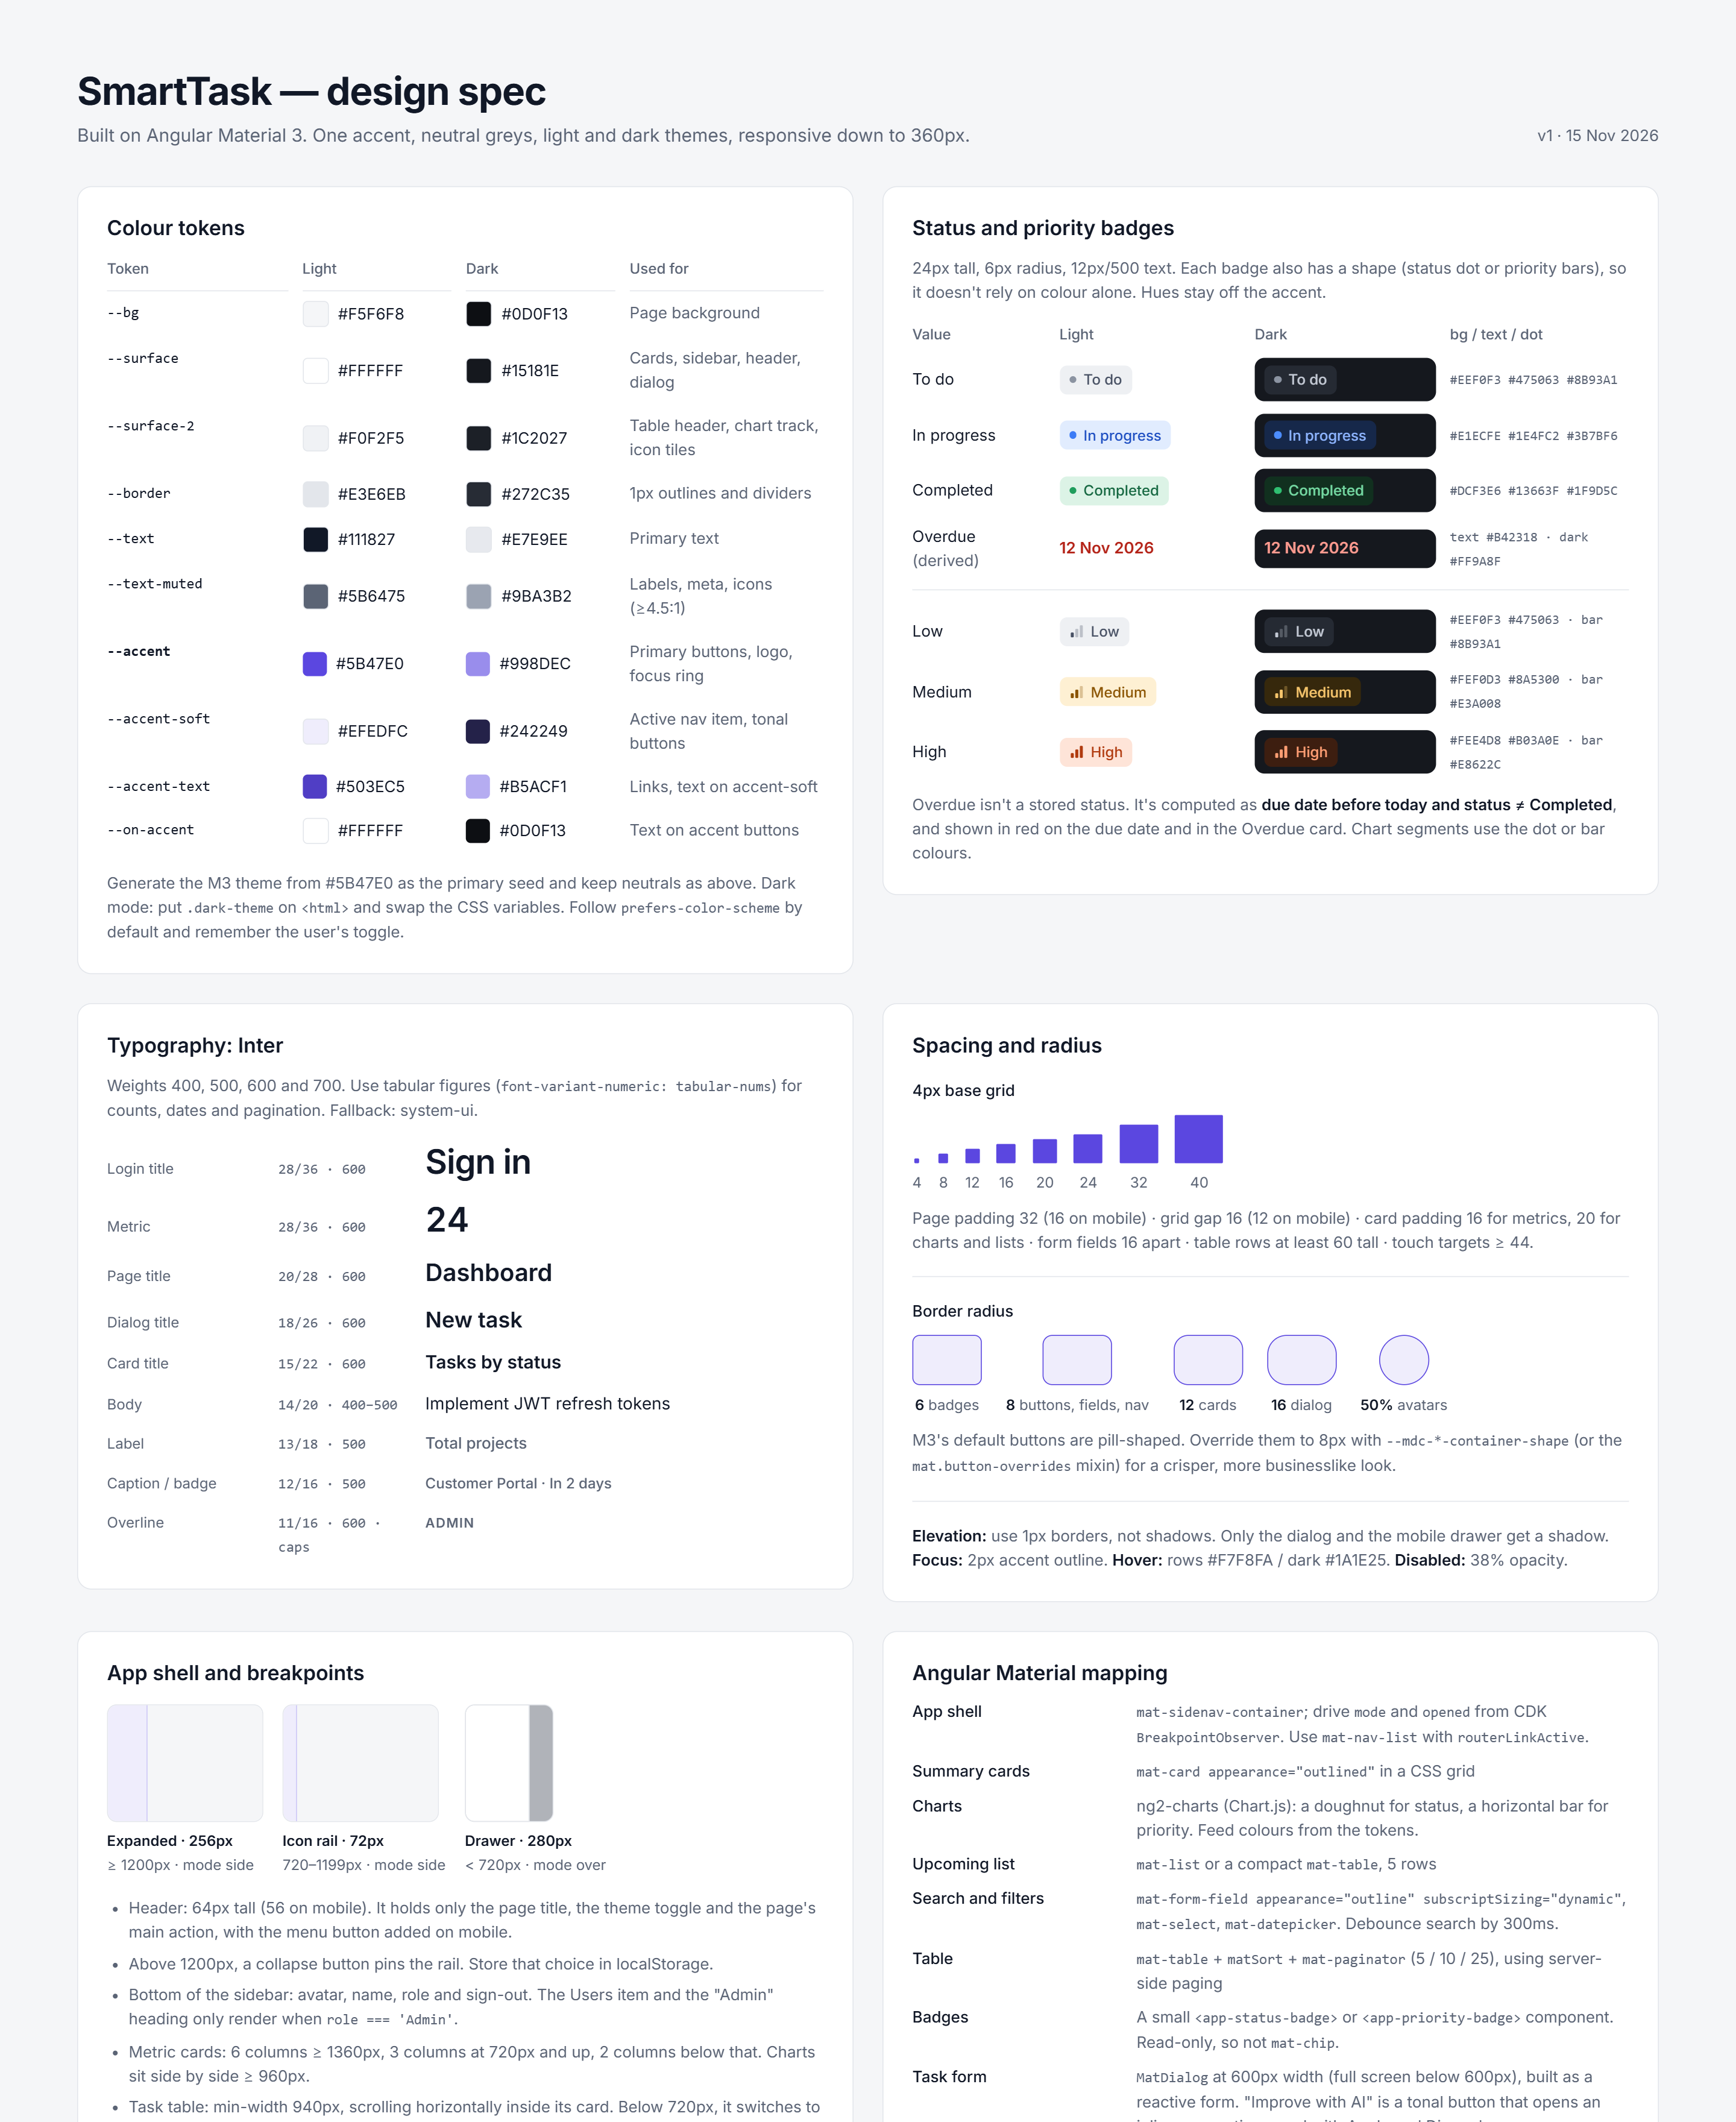 SmartTask — design spec
Built on Angular Material 3. One accent, neutral greys, light and dark themes, responsive down to 360px.
v1 · 15 Nov 2026
Colour tokens
Token Light Dark Used for
--bg #F5F6F8 #0D0F13 Page background
--surface #FFFFFF #15181E Cards, sidebar, header,
dialog
--surface-2 #F0F2F5 #1C2027 Table header, chart track,
icon tiles
--border #E3E6EB #272C35 1px outlines and dividers
--text #111827 #E7E9EE Primary text
--text-muted #5B6475 #9BA3B2 Labels, meta, icons
(≥4.5:1)
--accent #5B47E0 #998DEC Primary buttons, logo,
focus ring
--accent-soft #EFEDFC #242249 Active nav item, tonal
buttons
--accent-text #503EC5 #B5ACF1 Links, text on accent-soft
--on-accent #FFFFFF #0D0F13 Text on accent buttons
Generate the M3 theme from #5B47E0 as the primary seed and keep neutrals as above. Dark
mode: put .dark-theme on <html> and swap the CSS variables. Follow prefers-color-scheme by
default and remember the user's toggle.
Status and priority badges
24px tall, 6px radius, 12px/500 text. Each badge also has a shape (status dot or priority bars), so
it doesn't rely on colour alone. Hues stay off the accent.
Value Light Dark bg / text / dot
To do To do To do #EEF0F3 #475063 #8B93A1
In progress In progress In progress #E1ECFE #1E4FC2 #3B7BF6
Completed Completed Completed #DCF3E6 #13663F #1F9D5C
Overdue
(derived)
12 Nov 2026 12 Nov 2026 text #B42318 · dark
#FF9A8F
Low Low Low #EEF0F3 #475063 · bar
#8B93A1
Medium Medium Medium #FEF0D3 #8A5300 · bar
#E3A008
High High High #FEE4D8 #B03A0E · bar
#E8622C
Overdue isn't a stored status. It's computed as due date before today and status ≠ Completed,
and shown in red on the due date and in the Overdue card. Chart segments use the dot or bar
colours.
Typography: Inter
Weights 400, 500, 600 and 700. Use tabular figures (font-variant-numeric: tabular-nums) for
counts, dates and pagination. Fallback: system-ui.
Login title 28/36 · 600 Sign in
Metric 28/36 · 600 24
Page title 20/28 · 600 Dashboard
Dialog title 18/26 · 600 New task
Card title 15/22 · 600 Tasks by status
Body 14/20 · 400–500 Implement JWT refresh tokens
Label 13/18 · 500 Total projects
Caption / badge 12/16 · 500 Customer Portal · In 2 days
Overline 11/16 · 600 · caps ADMIN
Spacing and radius
4px base grid
4 8 12 16 20 24 32 40
Page padding 32 (16 on mobile) · grid gap 16 (12 on mobile) · card padding 16 for metrics, 20 for
charts and lists · form fields 16 apart · table rows at least 60 tall · touch targets ≥ 44.
Border radius
6 badges 8 buttons, fields, nav 12 cards 16 dialog 50% avatars
M3's default buttons are pill-shaped. Override them to 8px with --mdc-*-container-shape (or the
mat.button-overrides mixin) for a crisper, more businesslike look.
Elevation: use 1px borders, not shadows. Only the dialog and the mobile drawer get a shadow.
Focus: 2px accent outline. Hover: rows #F7F8FA / dark #1A1E25. Disabled: 38% opacity.
App shell and breakpoints
Expanded · 256px Icon rail · 72px Drawer · 280px
≥ 1200px · mode side 720–1199px · mode side < 720px · mode over
• Header: 64px tall (56 on mobile). It holds only the page title, the theme toggle and the page's
main action, with the menu button added on mobile.
• Above 1200px, a collapse button pins the rail. Store that choice in localStorage.
• Bottom of the sidebar: avatar, name, role and sign-out. The Users item and the "Admin"
heading only render when role === 'Admin'.
• Metric cards: 6 columns ≥ 1360px, 3 columns at 720px and up, 2 columns below that. Charts
sit side by side ≥ 960px.
• Task table: min-width 940px, scrolling horizontally inside its card. Below 720px, it switches to
Angular Material mapping
App shell mat-sidenav-container; drive mode and opened from CDK
BreakpointObserver. Use mat-nav-list with routerLinkActive.
Summary cards mat-card appearance="outlined" in a CSS grid
Charts ng2-charts (Chart.js): a doughnut for status, a horizontal bar for
priority. Feed colours from the tokens.
Upcoming list mat-list or a compact mat-table, 5 rows
Search and filters mat-form-field appearance="outline" subscriptSizing="dynamic",
mat-select, mat-datepicker. Debounce search by 300ms.
Table mat-table + matSort + mat-paginator (5 / 10 / 25), using server-
side paging
Badges A small <app-status-badge> or <app-priority-badge> component.
Read-only, so not mat-chip.
Task form MatDialog at 600px width (full screen below 600px), built as a
reactive form. "Improve with AI" is a tonal button that opens an